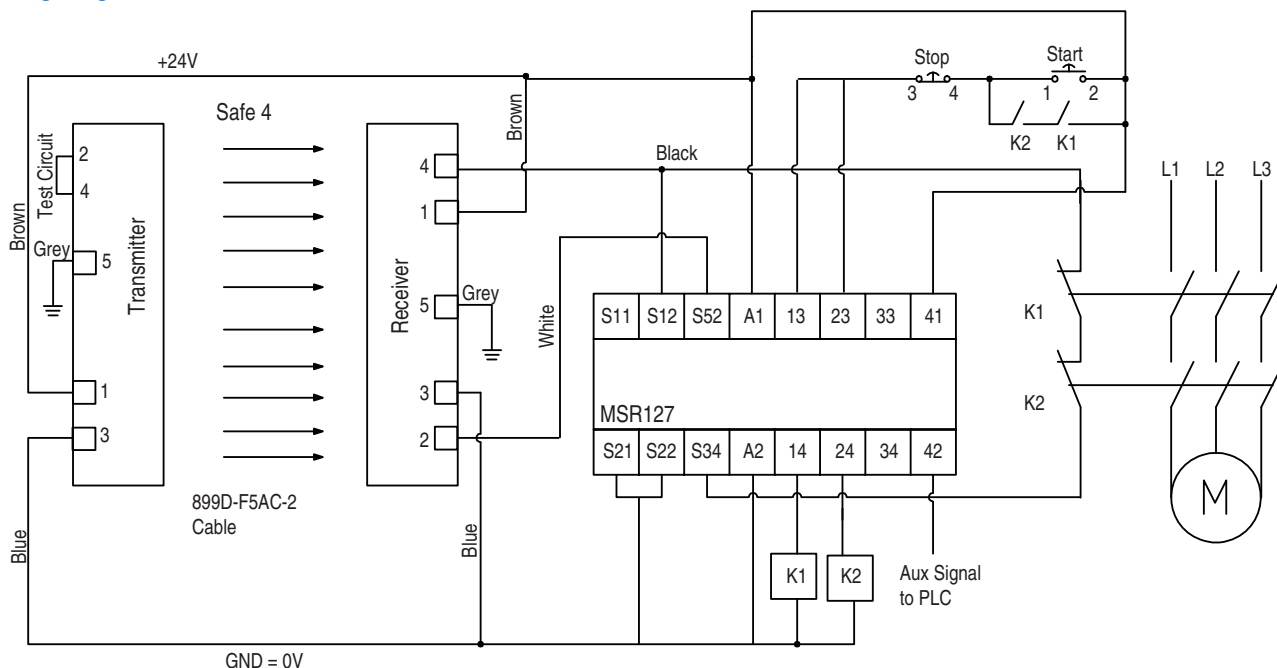 +24V
Safe 4
Brown
Test Circuit
2
4
Grey
5
Transmitter
1
3
Brown
Blue
899D-F5AC-2
Cable
GND = 0V
Receiver
4
1
5
Grey
3
2
Brown
Black
White
Blue
Stop
Start
3 4
1 2
K2 K1
S11 S12 S52 A1 13 23 33 41
MSR127
S21 S22 S34 A2 14 24 34 42
K1
K2
Aux Signal
to PLC
K1
K2
L1 L2 L3
M